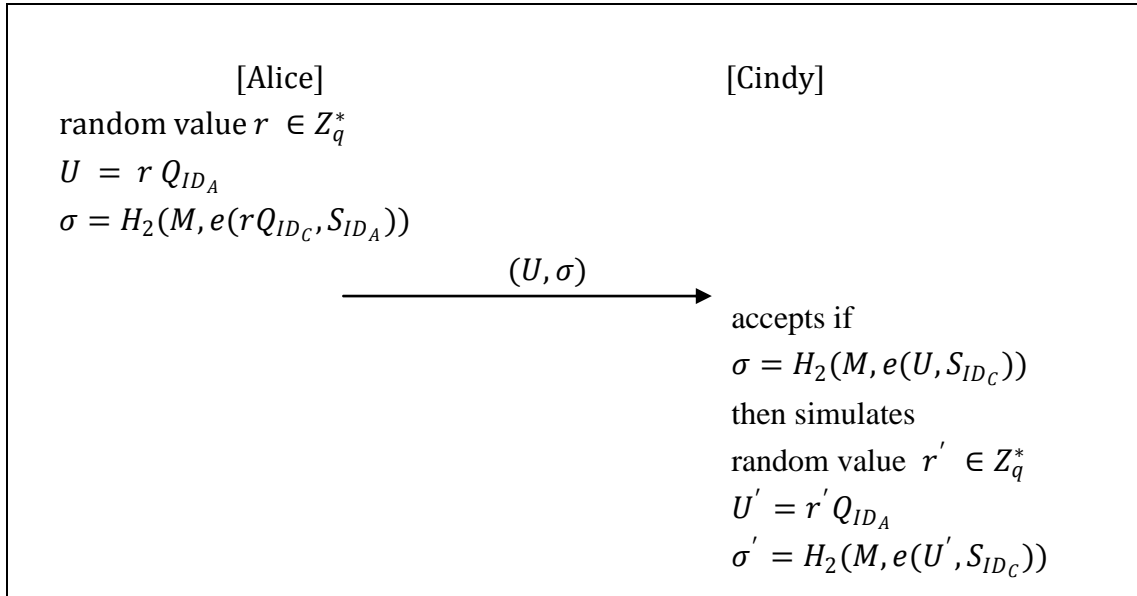 [Alice] [Cindy]
random value r ∈ Z_q^*
U = r Q_{ID_A}
σ = H_2(M, e(rQ_{ID_C}, S_{ID_A}))
(U, σ)
accepts if
σ = H_2(M, e(U, S_{ID_C}))
then simulates
random value r′ ∈ Z_q^*
U′ = r′Q_{ID_A}
σ′ = H_2(M, e(U′, S_{ID_C}))